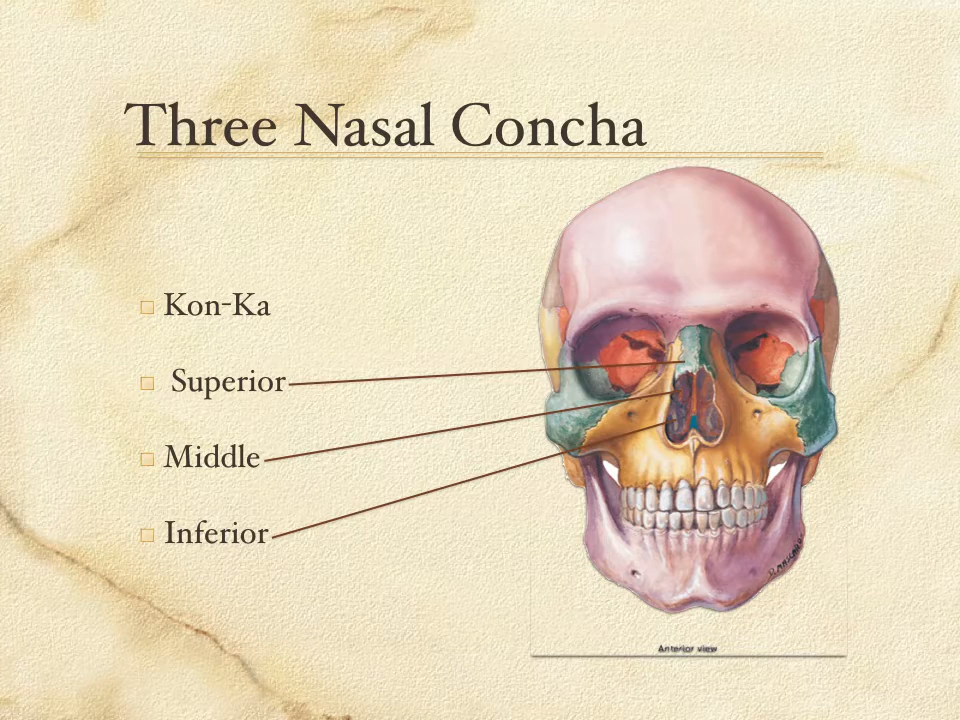 Three Nasal Concha
Kon-Ka
Superior
Middle
Inferior
Anterior view